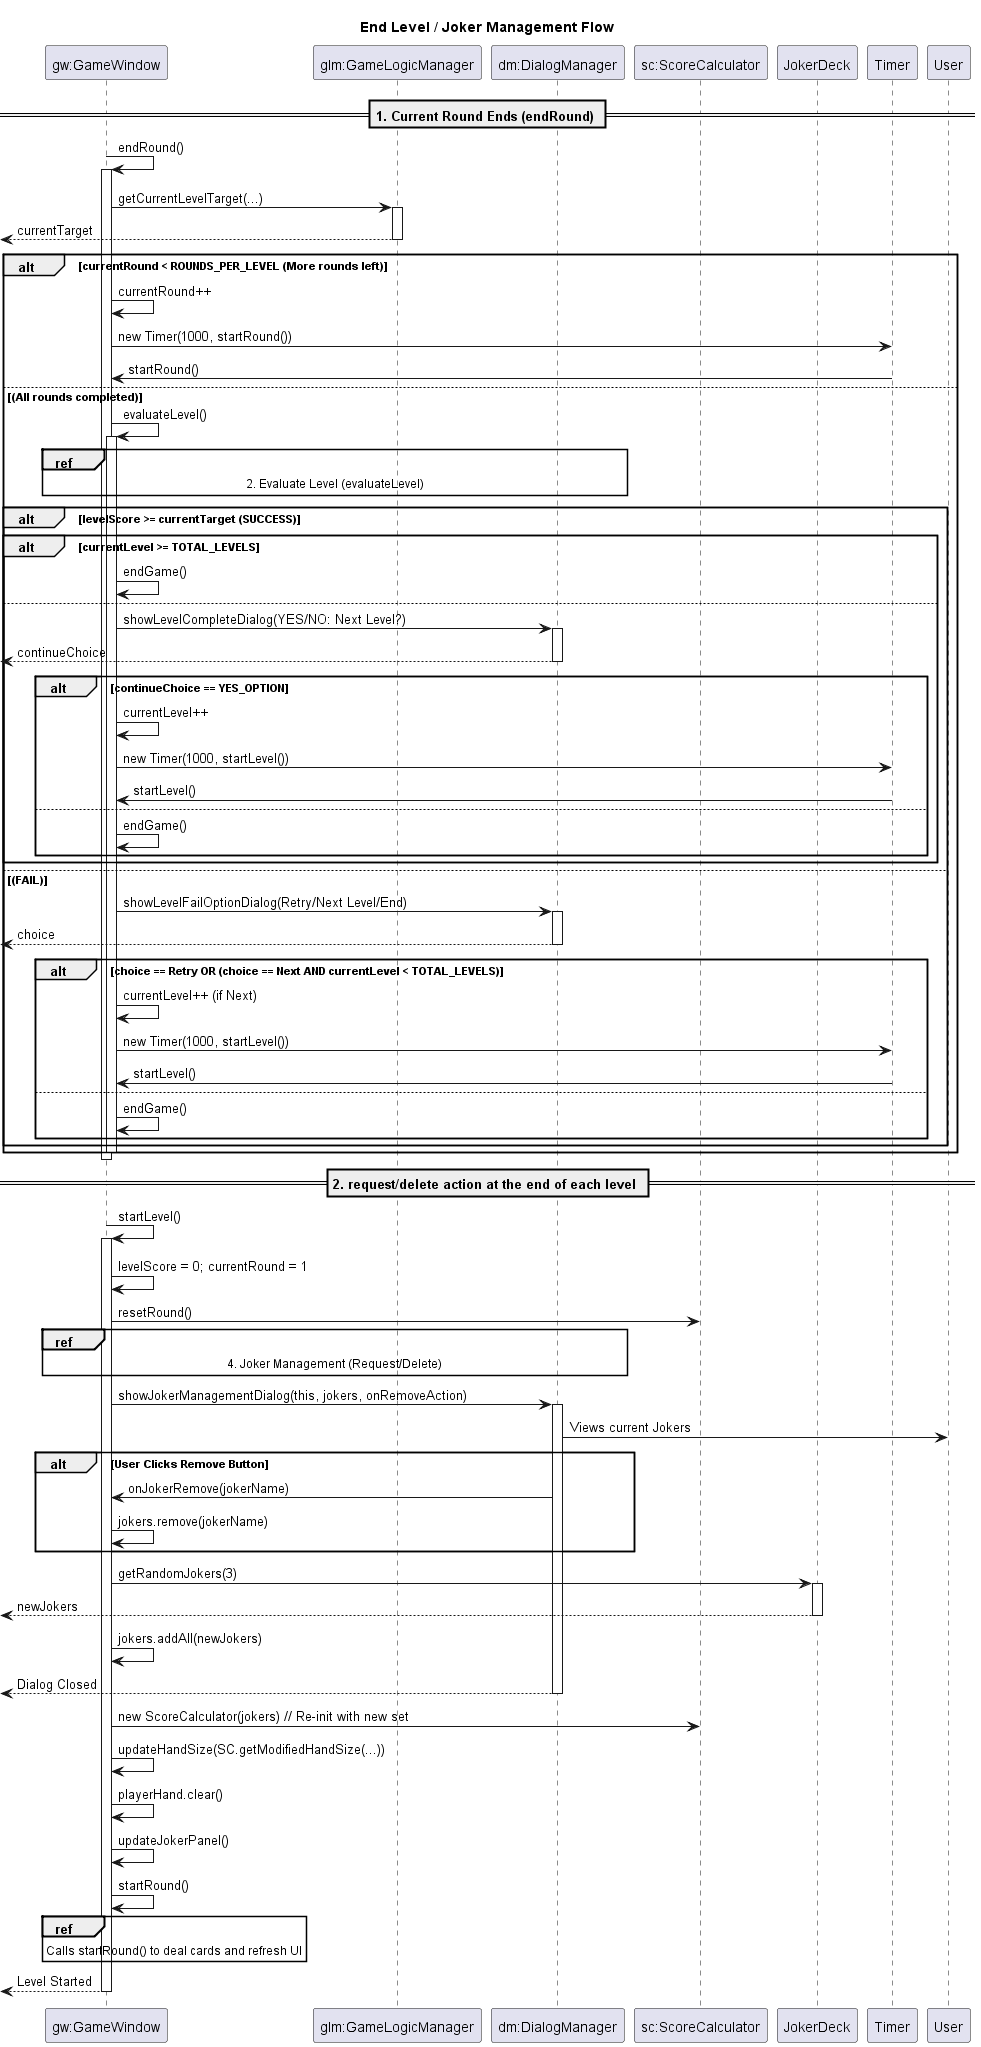 End Level / Joker Management Flow
gw:GameWindow
glm:GameLogicManager
dm:DialogManager
sc:ScoreCalculator
JokerDeck
Timer
User
1. Current Round Ends (endRound)
endRound()
getCurrentLevelTarget(...)
currentTarget
alt
[currentRound < ROUNDS_PER_LEVEL (More rounds left)]
currentRound++
new Timer(1000, startRound())
startRound()
[(All rounds completed)]
evaluateLevel()
ref
2. Evaluate Level (evaluateLevel)
alt
[levelScore >= currentTarget (SUCCESS)]
alt
[currentLevel >= TOTAL_LEVELS]
endGame()
showLevelCompleteDialog(YES/NO: Next Level?)
continueChoice
alt
[continueChoice == YES_OPTION]
currentLevel++
new Timer(1000, startLevel())
startLevel()
endGame()
[(FAIL)]
showLevelFailOptionDialog(Retry/Next Level/End)
choice
alt
[choice == Retry OR (choice == Next AND currentLevel < TOTAL_LEVELS)]
currentLevel++ (if Next)
new Timer(1000, startLevel())
startLevel()
endGame()
2. request/delete action at the end of each level
startLevel()
levelScore = 0; currentRound = 1
resetRound()
ref
4. Joker Management (Request/Delete)
showJokerManagementDialog(this, jokers, onRemoveAction)
Views current Jokers
alt
[User Clicks Remove Button]
onJokerRemove(jokerName)
jokers.remove(jokerName)
getRandomJokers(3)
newJokers
jokers.addAll(newJokers)
Dialog Closed
new ScoreCalculator(jokers) // Re-init with new set
updateHandSize(SC.getModifiedHandSize(...))
playerHand.clear()
updateJokerPanel()
startRound()
ref
Calls startRound() to deal cards and refresh UI
Level Started
gw:GameWindow
glm:GameLogicManager
dm:DialogManager
sc:ScoreCalculator
JokerDeck
Timer
User